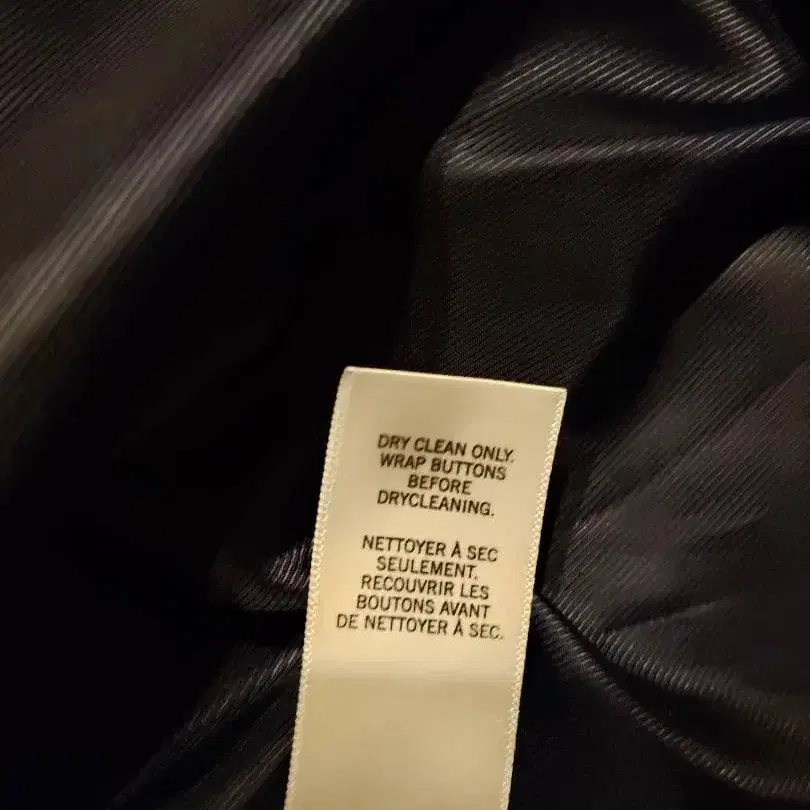 DRY CLEAN ONLY.
WRAP BUTTONS
BEFORE
DRYCLEANING.
NETTOYER À SEC
SEULEMENT.
RECOUVRIR LES
BOUTONS AVANT
DE NETTOYER À SEC.